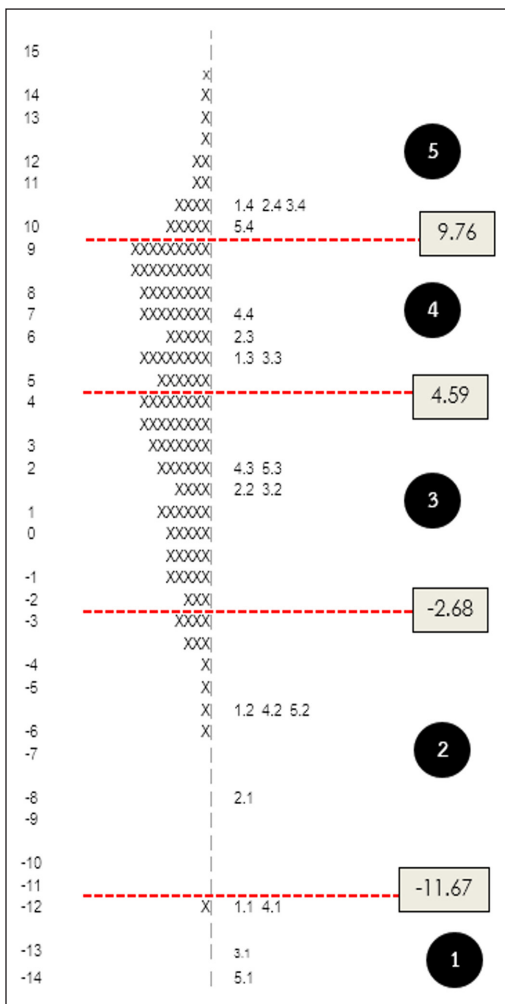 15 |
x|
14 X|
13 X|
X|
12 XX|
5
11 XX|
XXXX| 1.4 2.4 3.4
10 XXXXX| 5.4
9.76
9 XXXXXXXXX|
XXXXXXXXX|
8 XXXXXXXX|
4
7 XXXXXXXX| 4.4
6 XXXXX| 2.3
XXXXXXXX| 1.3 3.3
5 XXXXXX|
4.59
4 XXXXXXXX|
XXXXXXXX|
3 XXXXXXX|
2 XXXXXX| 4.3 5.3
XXXX| 2.2 3.2
3
1 XXXXXX|
0 XXXXX|
XXXXX|
-1 XXXXX|
-2 XXX|
-2.68
-3 XXXX|
XXX|
-4 X|
-5 X|
X| 1.2 4.2 5.2
-6 X|
2
-7 |
-8 | 2.1
-9 |
-10 |
-11 |
-11.67
-12 X| 1.1 4.1
-13 | 3.1
1
-14 | 5.1